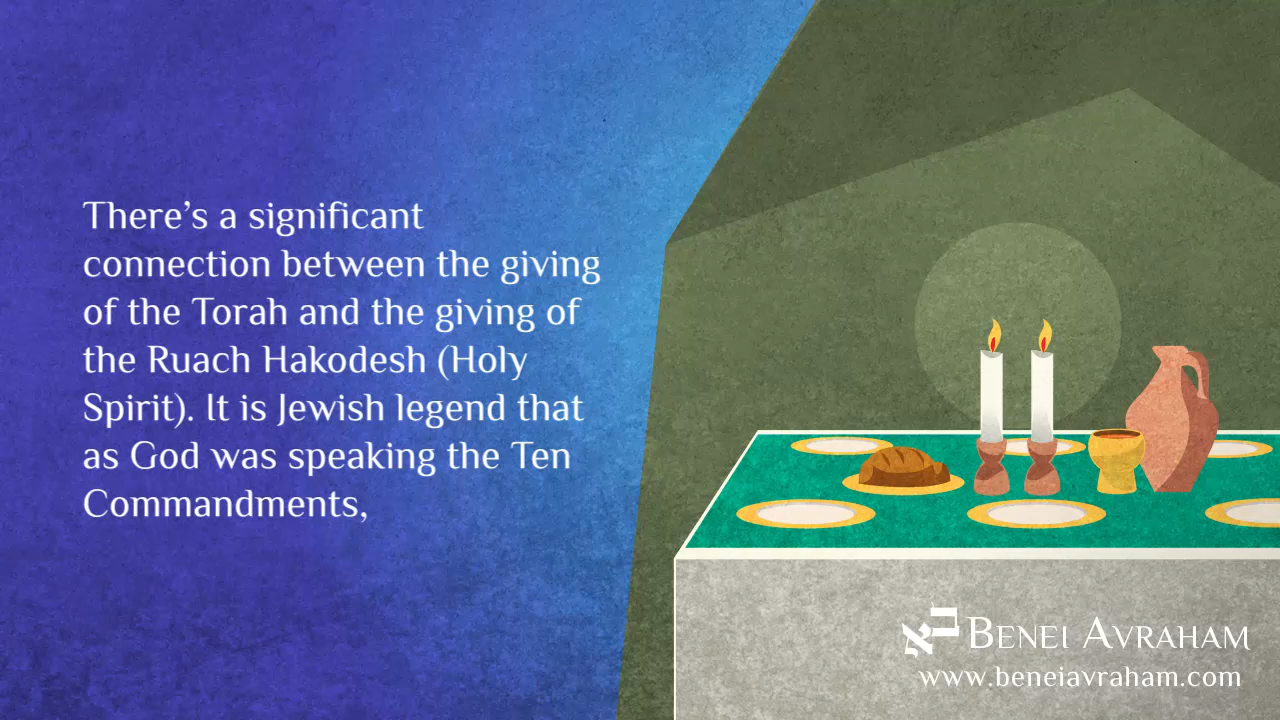 There’s a significant
connection between the giving
of the Torah and the giving of
the Ruach Hakodesh (Holy
Spirit). It is Jewish legend that
as God was speaking the Ten
Commandments,
בא Benei Avraham
www.beneiavraham.com